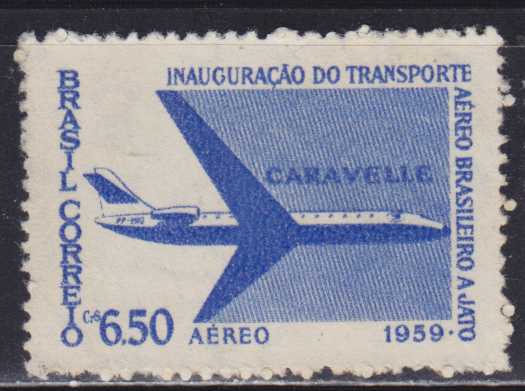 BRASIL CORREIO
INAUGURAÇÃO DO TRANSPORTE
AÉREO BRASILEIRO A JATO
CARAVELLE
Cr$ 6.50
AÉREO
1959.